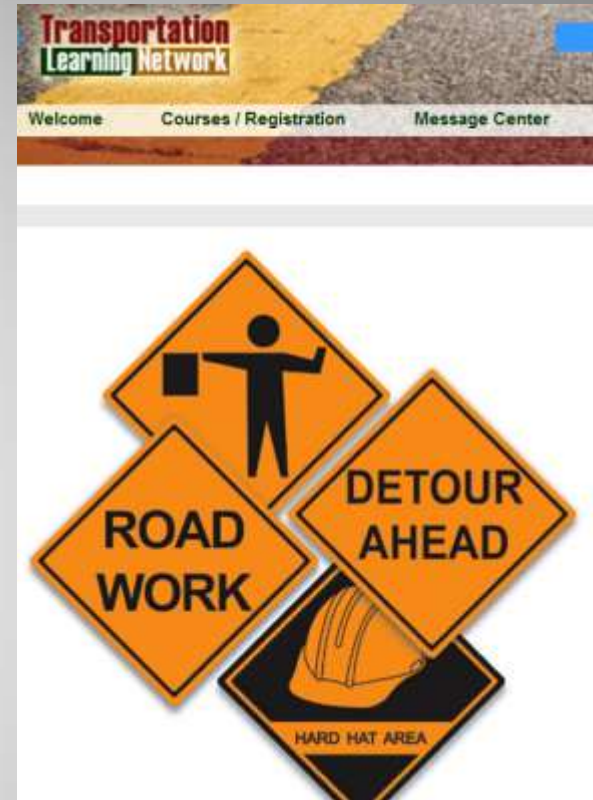 Transportation
Learning Network
Welcome Courses / Registration Message Center
ROAD
WORK
DETOUR
AHEAD
HARD HAT AREA